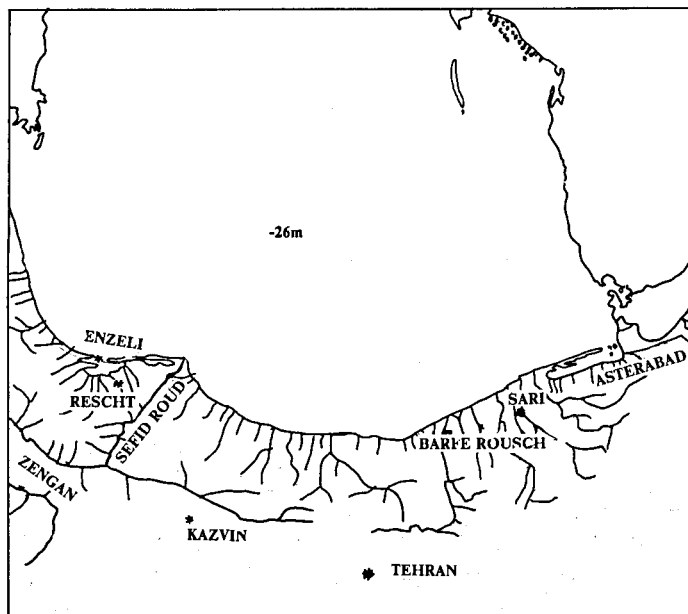 -26m
ENZELI
RESCHT
SEFID ROUD
ZENGAN
KAZVIN
TEHRAN
BARFE ROUSCH
SARI
ASTERABAD